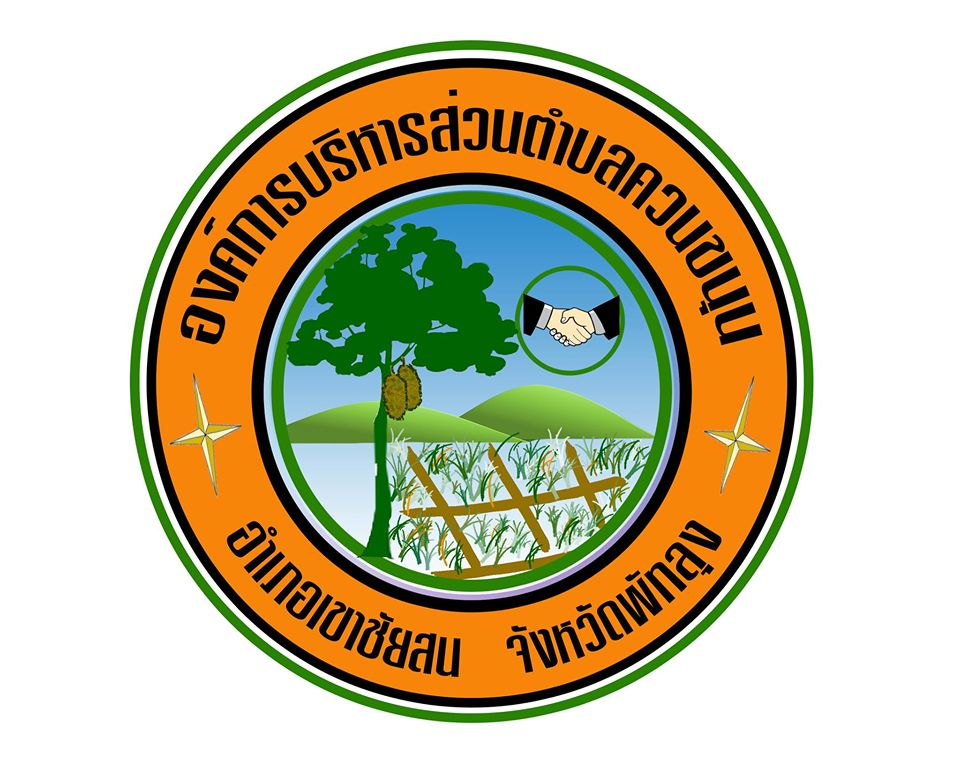 องค์การบริหารส่วนตำบลควนขนุน
อำเภอเขาชัยสน จังหวัดพัทลุง